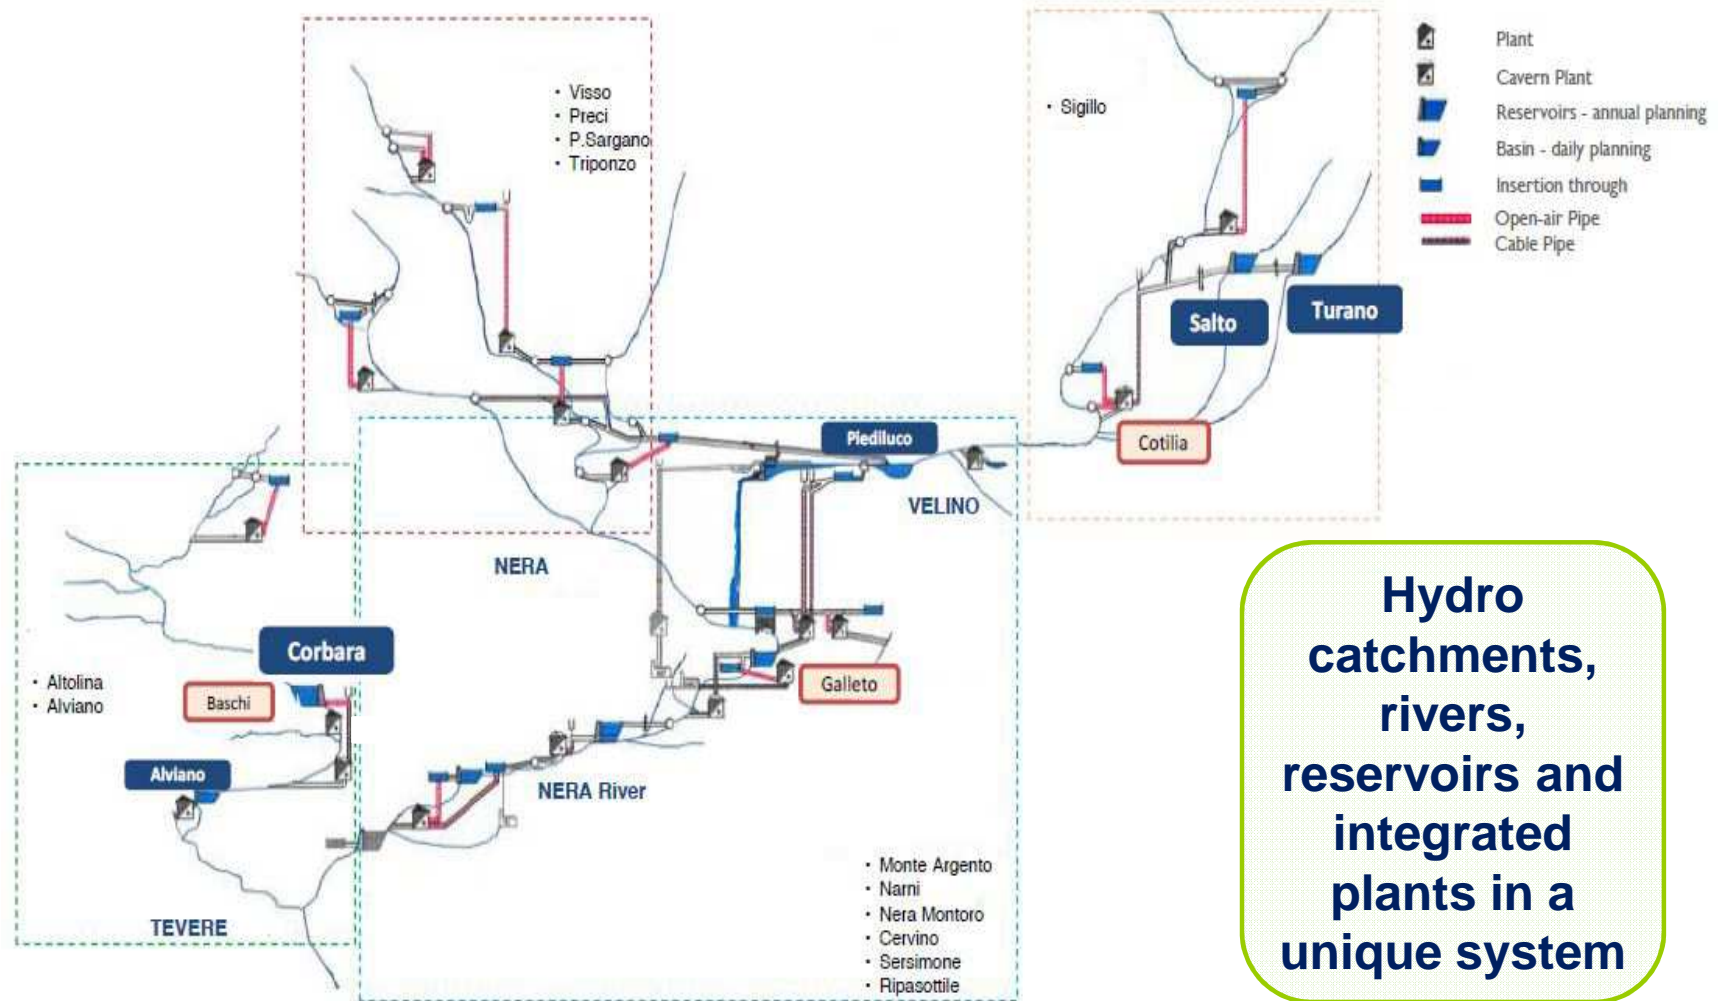 • Visso
• Preci
• P.Sargano
• Triponzo
• Sigillo
Plant
Cavern Plant
Reservoirs - annual planning
Basin - daily planning
Insertion through
Open-air Pipe
Cable Pipe
Salto
Turano
Piediluco
Cotilia
VELINO
NERA
Corbara
• Altolina
• Alviano
Baschi
Galleto
Alviano
NERA River
TEVERE
• Monte Argento
• Narni
• Nera Montoro
• Cervino
• Sersimone
• Ripasottile
Hydro
catchments,
rivers,
reservoirs and
integrated
plants in a
unique system